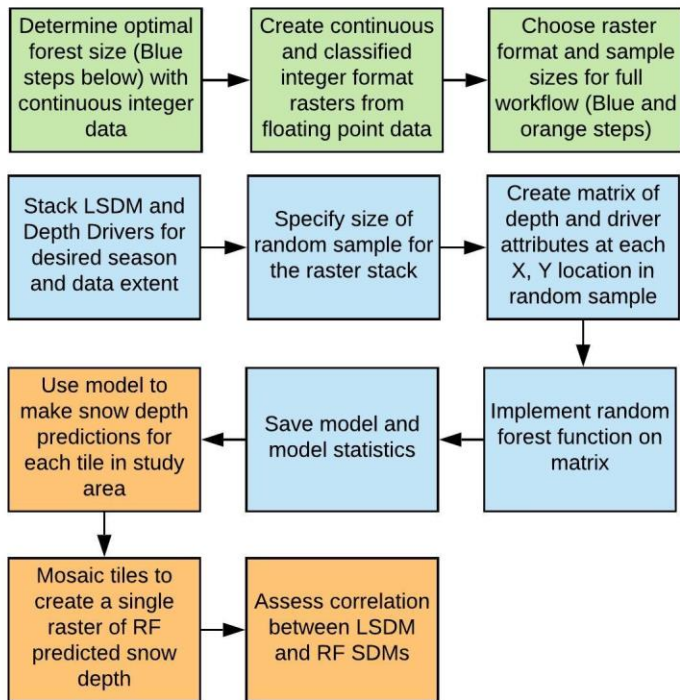 Determine optimal
forest size (Blue
steps below) with
continuous integer
data
Create continuous
and classified
integer format
rasters from
floating point data
Choose raster
format and sample
sizes for full
workflow (Blue and
orange steps)
Stack LSDM and
Depth Drivers for
desired season
and data extent
Specify size of
random sample for
the raster stack
Create matrix of
depth and driver
attributes at each
X, Y location in
random sample
Implement random
forest function on
matrix
Save model and
model statistics
Use model to
make snow depth
predictions for
each tile in study
area
Mosaic tiles to
create a single
raster of RF
predicted snow
depth
Assess correlation
between LSDM
and RF SDMs